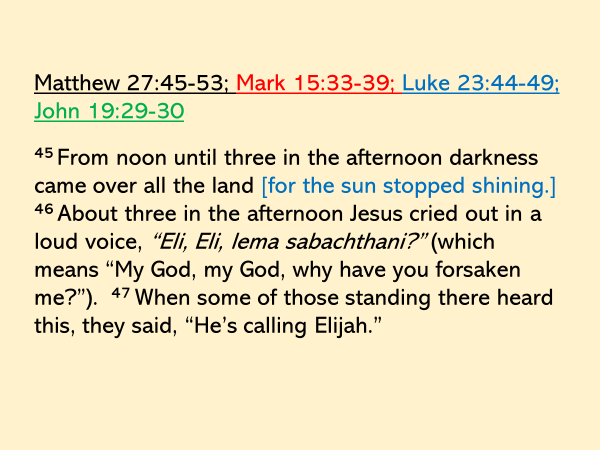 Matthew 27:45-53; Mark 15:33-39; Luke 23:44-49;
John 19:29-30
⁴⁵ From noon until three in the afternoon darkness
came over all the land [for the sun stopped shining.]
⁴⁶ About three in the afternoon Jesus cried out in a
loud voice, “Eli, Eli, lema sabachthani?” (which
means “My God, my God, why have you forsaken
me?”). ⁴⁷ When some of those standing there heard
this, they said, “He’s calling Elijah.”